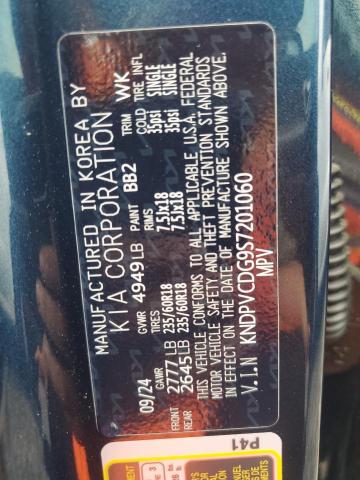 MANUFACTURED IN KOREA BY
KIA CORPORATION
09/24 GVWR 4949 LB PAINT BB2 TRIM WK
GAWR TIRES RIMS COLD TIRE INFL
FRONT 2777 LB 235/60R18 7.5JX18 35psi SINGLE
REAR 2645 LB 235/60R18 7.5JX18 35psi SINGLE
THIS VEHICLE CONFORMS TO ALL APPLICABLE U.S.A. FEDERAL
MOTOR VEHICLE SAFETY AND THEFT PREVENTION STANDARDS
IN EFFECT ON THE DATE OF MANUFACTURE SHOWN ABOVE.
V.I.N KNDPVCDG9S7201060
MPV
P41